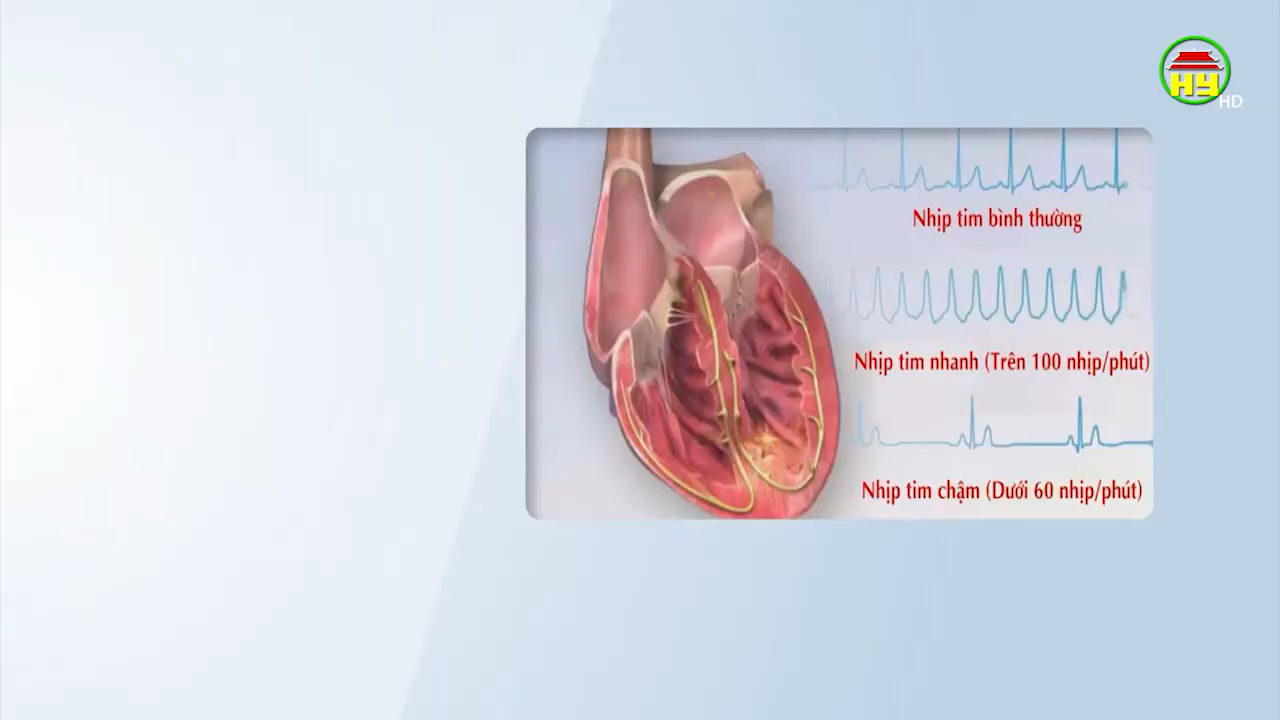 HY
HD
Nhịp tim bình thường
Nhịp tim nhanh (Trên 100 nhịp/phút)
Nhịp tim chậm (Dưới 60 nhịp/phút)